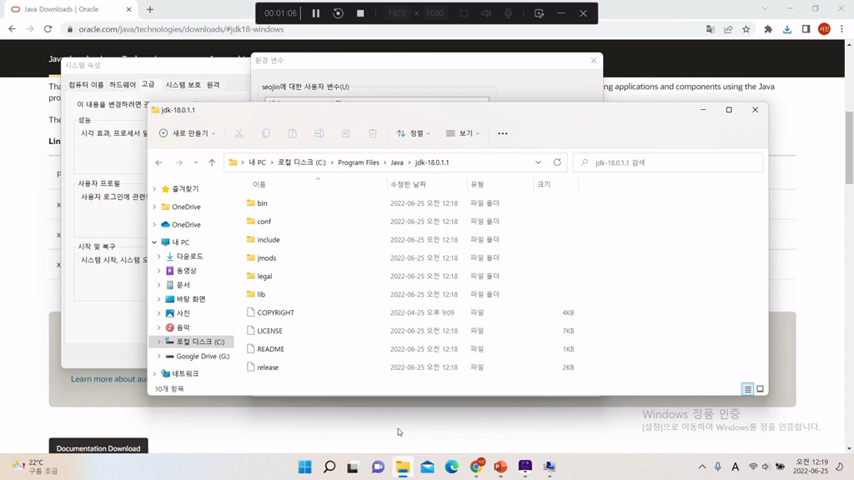 Java Downloads | Oracle
00:01:06
1920
1080
oracle.com/java/technologies/downloads/#jdk18-windows
시스템 속성
환경 변수
컴퓨터 이름 하드웨어 고급 시스템 보호 원격
seojin에 대한 사용자 변수(U)
ng applications and components using the Java
이 내용을 변경하려면
성능
시각 효과, 프로세서 일
사용자 프로필
사용자 로그인에 관련
시작 및 복구
시스템 시작, 시스템 오
jdk-18.0.1.1
새로 만들기
정렬
보기
내 PC > 로컬 디스크 (C:) > Program Files > Java > jdk-18.0.1.1
jdk-18.0.1.1 검색
이름 수정한 날짜 유형 크기
즐겨찾기
OneDrive
OneDrive
내 PC
다운로드
동영상
문서
바탕 화면
사진
음악
로컬 디스크 (C:)
Google Drive (G:)
네트워크
bin 2022-06-25 오전 12:18 파일 폴더
conf 2022-06-25 오전 12:18 파일 폴더
include 2022-06-25 오전 12:18 파일 폴더
jmods 2022-06-25 오전 12:18 파일 폴더
legal 2022-06-25 오전 12:18 파일 폴더
lib 2022-06-25 오전 12:18 파일 폴더
COPYRIGHT 2022-04-25 오후 9:09 파일 4KB
LICENSE 2022-06-25 오전 12:18 파일 7KB
README 2022-06-25 오전 12:18 파일 1KB
release 2022-06-25 오전 12:18 파일 2KB
10개 항목
Learn more about au
Documentation Download
Windows 정품 인증
[설정]으로 이동하여 Windows를 정품 인증합니다.
22°C
구름 조금
A
오전 12:19
2022-06-25